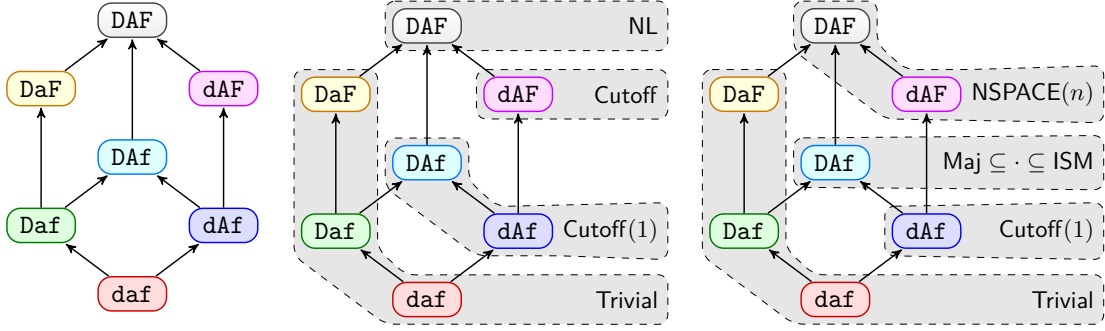 DAF
DaF
dAF
DAf
Daf
dAf
daf
DAF
NL
DaF
dAF
Cutoff
DAf
Daf
dAf
Cutoff(1)
daf
Trivial
DAF
DaF
dAF
NSPACE(n)
DAf
Maj ⊆ · ⊆ ISM
Daf
dAf
Cutoff(1)
daf
Trivial